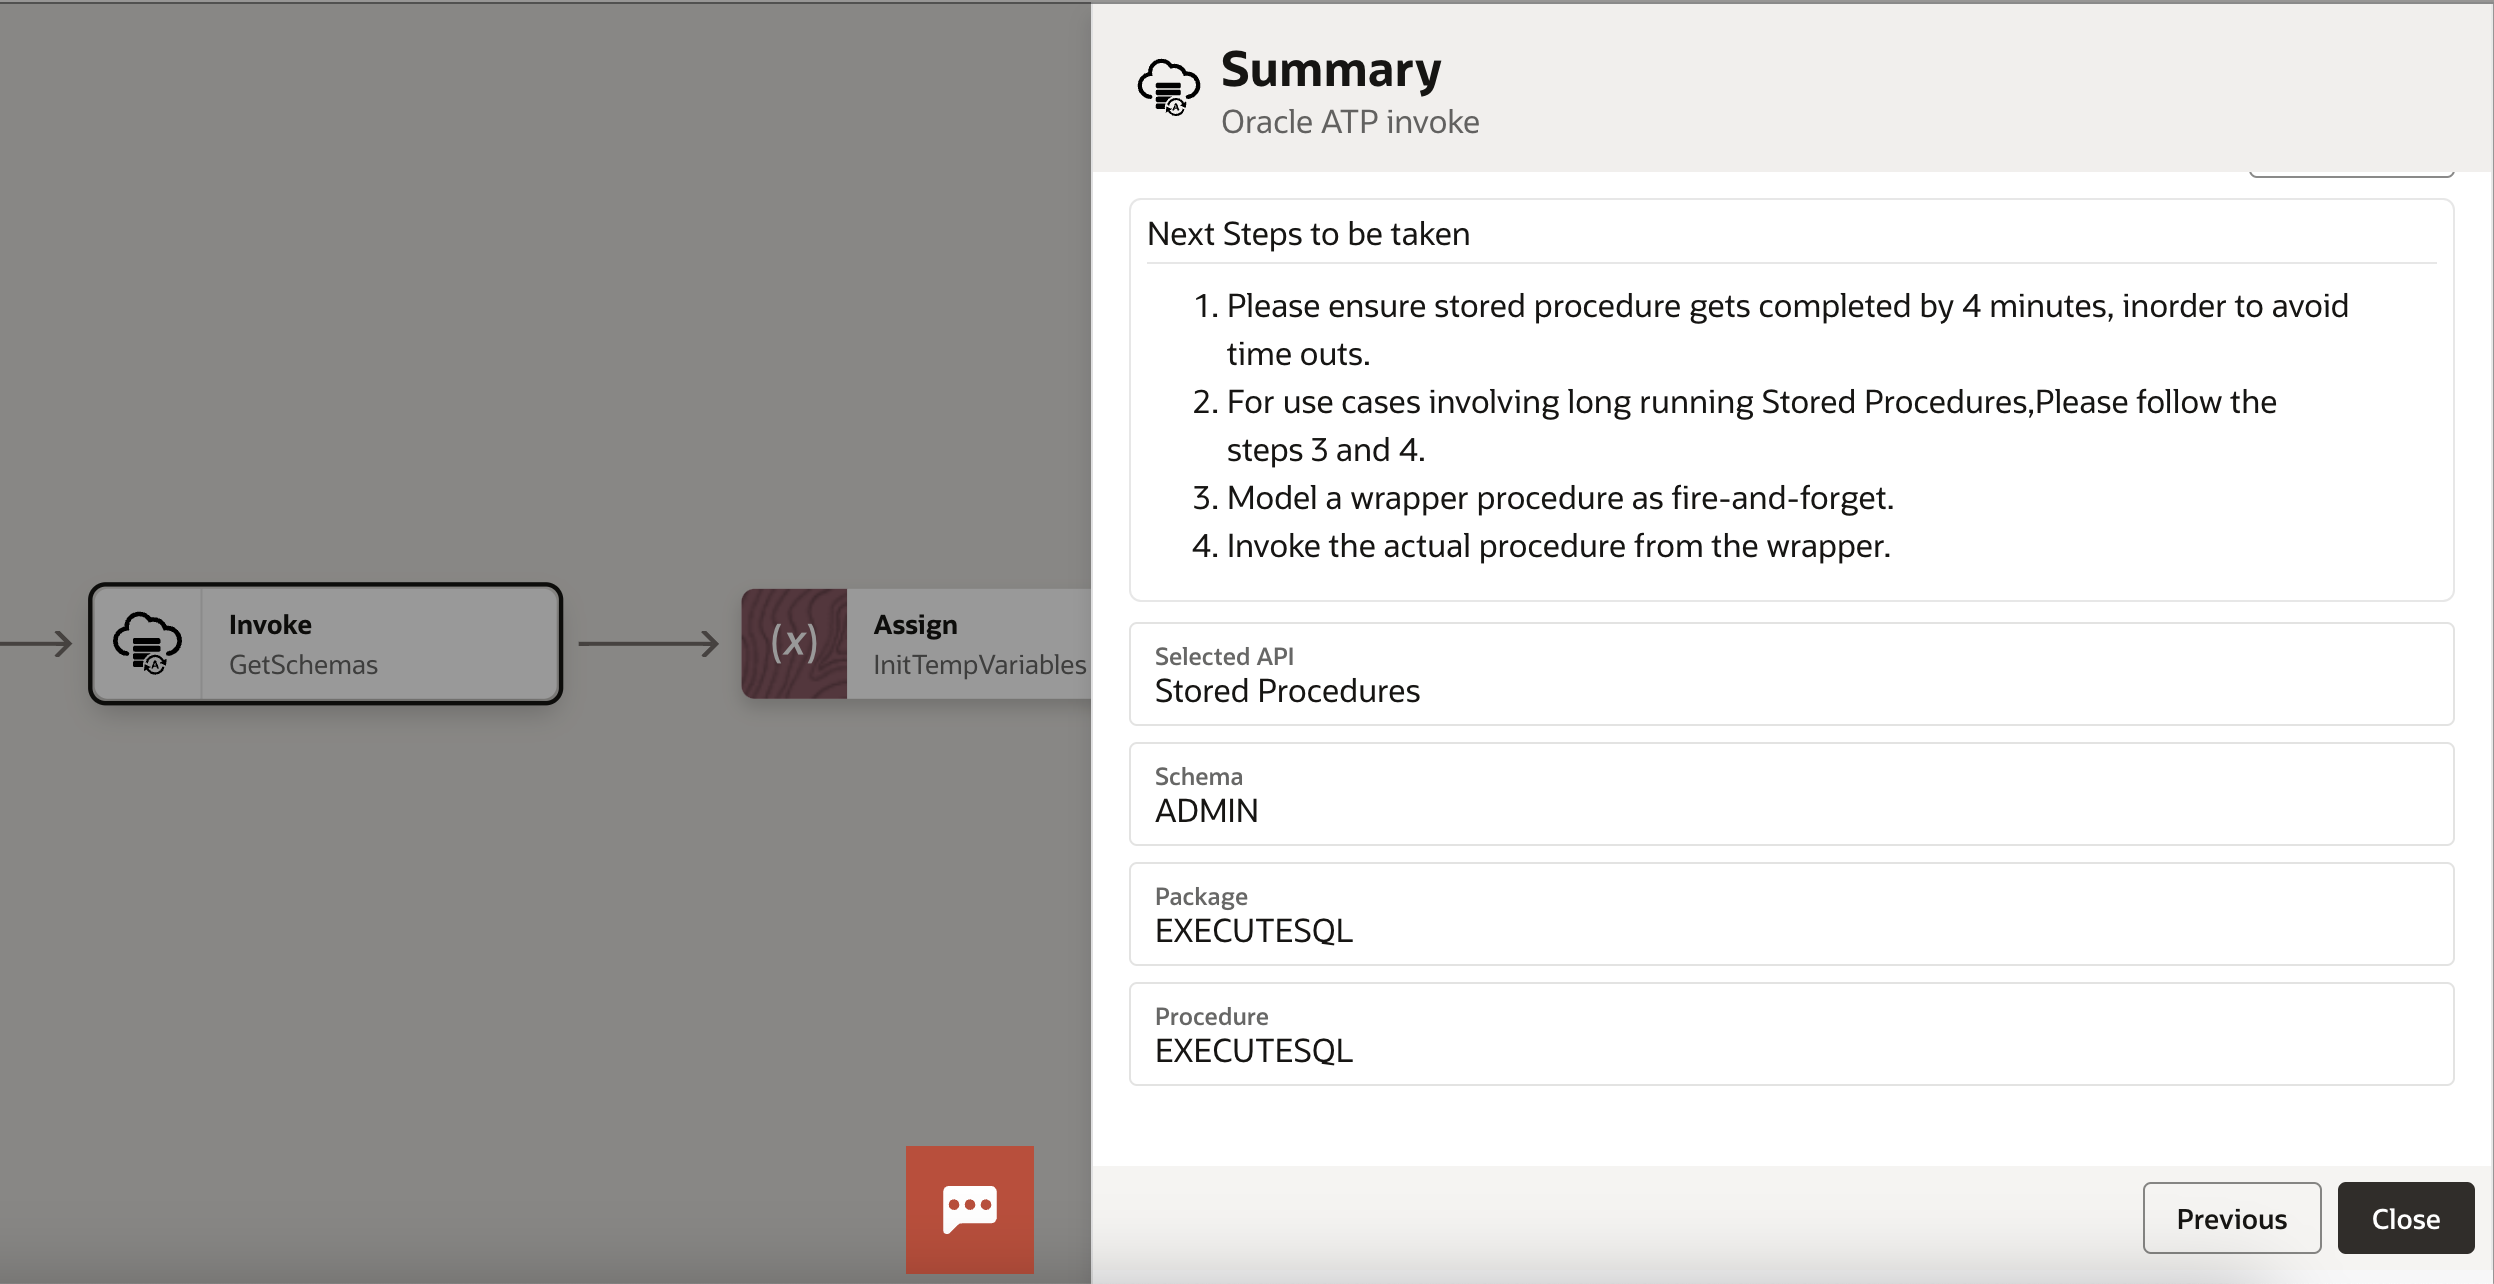 Summary
Oracle ATP invoke
Next Steps to be taken
1. Please ensure stored procedure gets completed by 4 minutes, inorder to avoid
time outs.
2. For use cases involving long running Stored Procedures,Please follow the
steps 3 and 4.
3. Model a wrapper procedure as fire-and-forget.
4. Invoke the actual procedure from the wrapper.
Invoke
GetSchemas
(x)
Assign
InitTempVariables
Selected API
Stored Procedures
Schema
ADMIN
Package
EXECUTESQL
Procedure
EXECUTESQL
Previous
Close